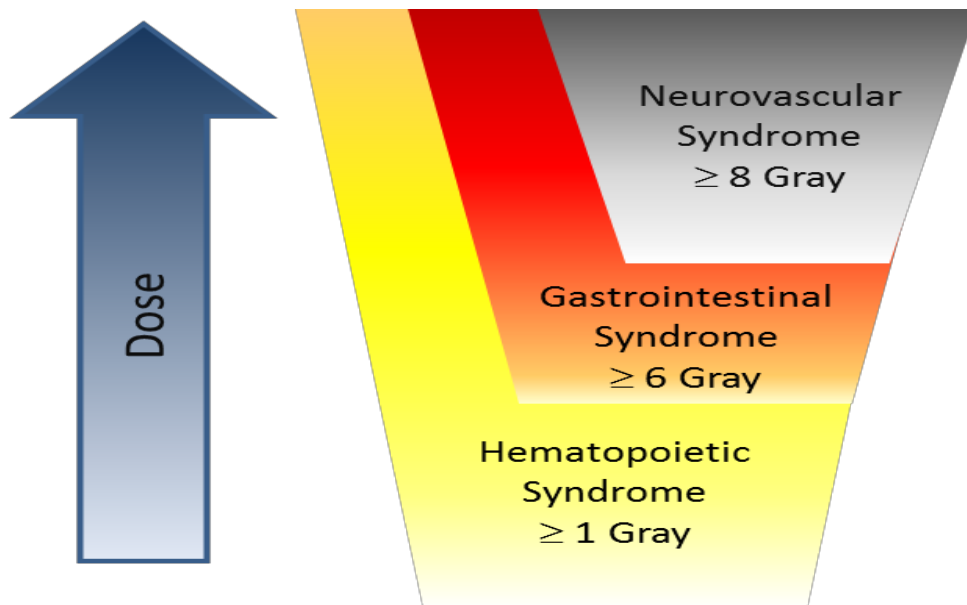 Dose
Neurovascular
Syndrome
≥ 8 Gray
Gastrointestinal
Syndrome
≥ 6 Gray
Hematopoietic
Syndrome
≥ 1 Gray